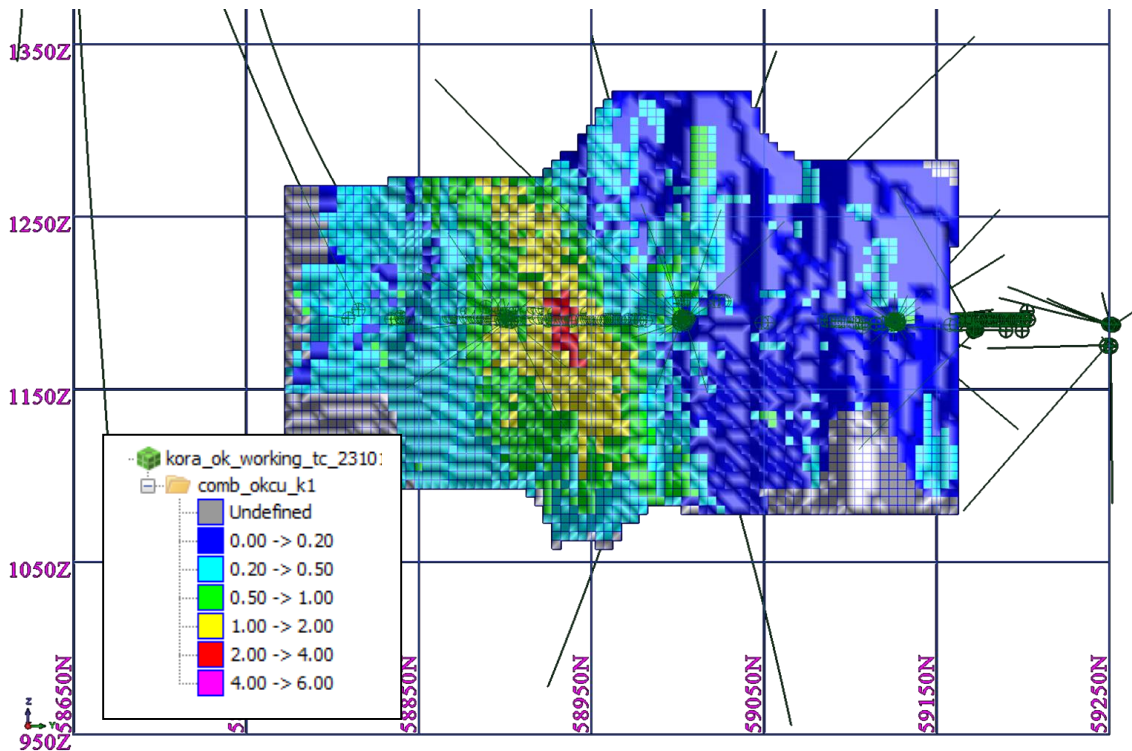 1350Z
1250Z
1150Z
1050Z
950Z
kora_ok_working_tc_2310
comb_okcu_k1
Undefined
0.00 -> 0.20
0.20 -> 0.50
0.50 -> 1.00
1.00 -> 2.00
2.00 -> 4.00
4.00 -> 6.00
58650N
5
58850N
58950N
59050N
59150N
59250N
Z
Y